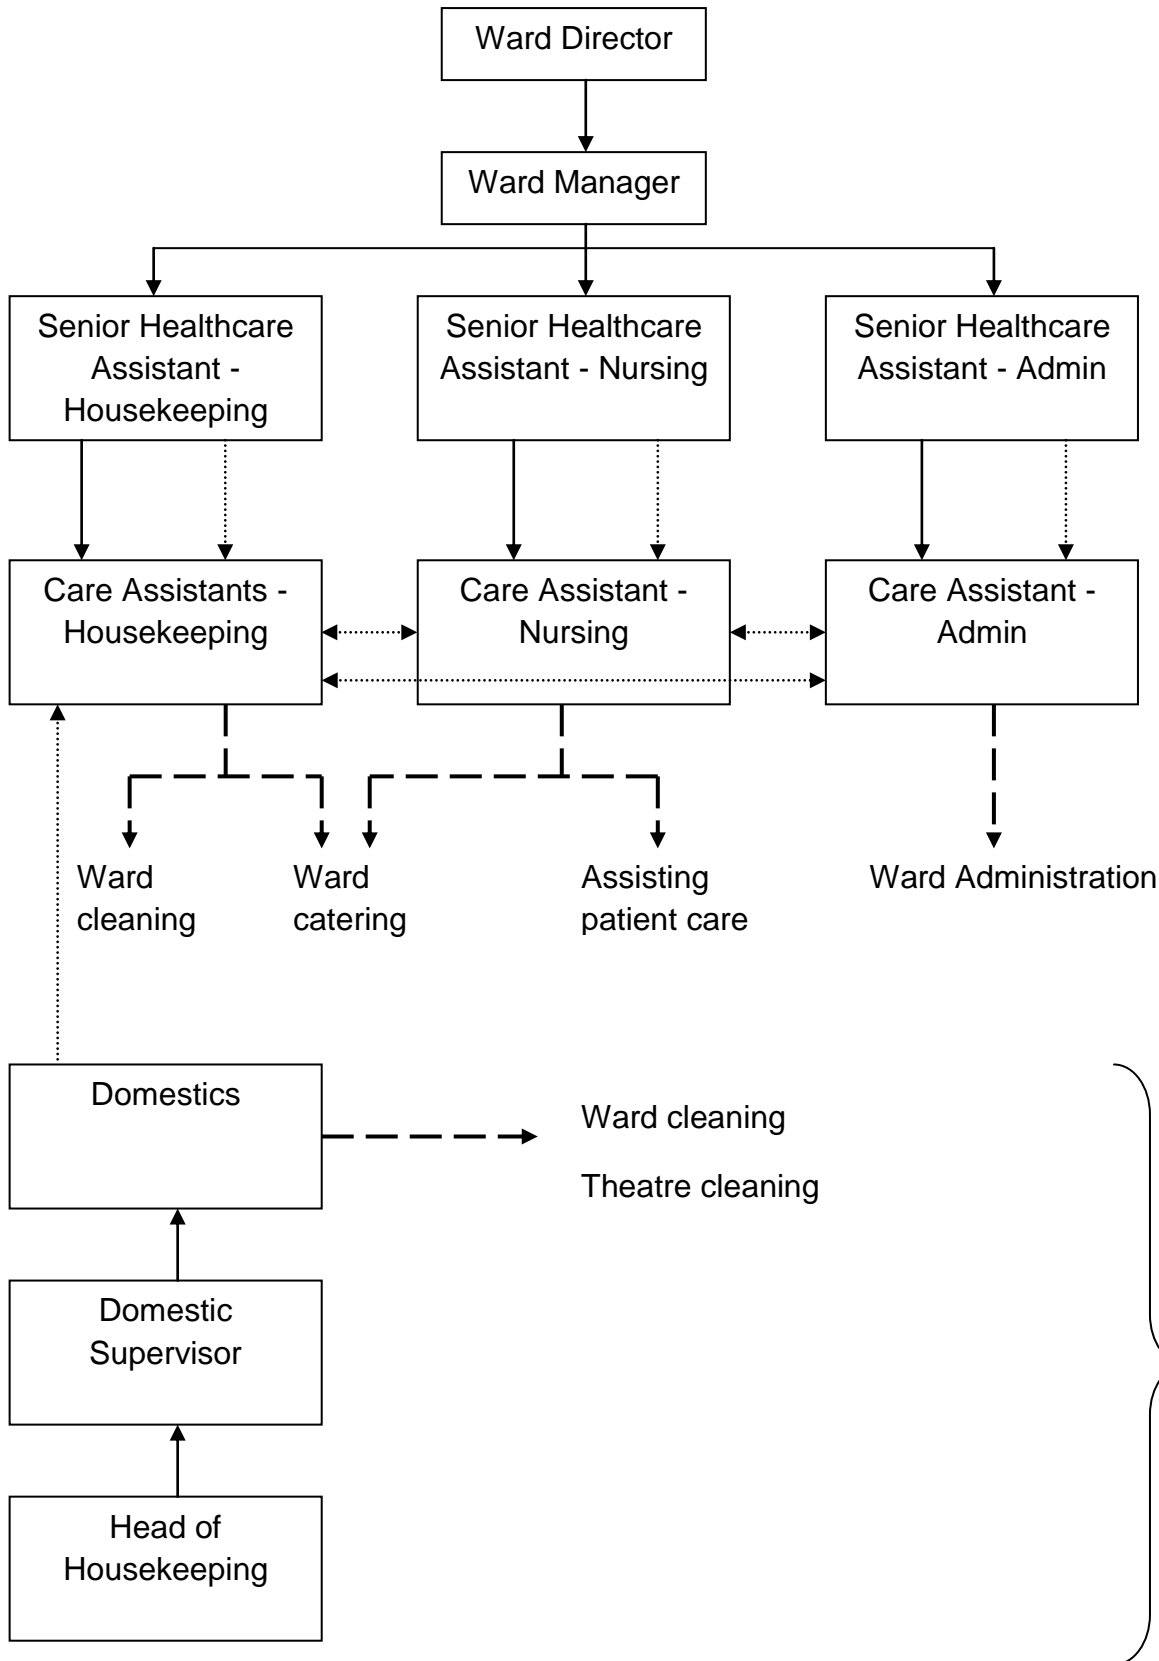 Ward Director
Ward Manager
Senior Healthcare
Assistant -
Housekeeping
Senior Healthcare
Assistant - Nursing
Senior Healthcare
Assistant - Admin
Care Assistants -
Housekeeping
Care Assistant -
Nursing
Care Assistant -
Admin
Ward
cleaning
Ward
catering
Assisting
patient care
Ward Administration
Domestics
Ward cleaning
Theatre cleaning
Domestic
Supervisor
Head of
Housekeeping